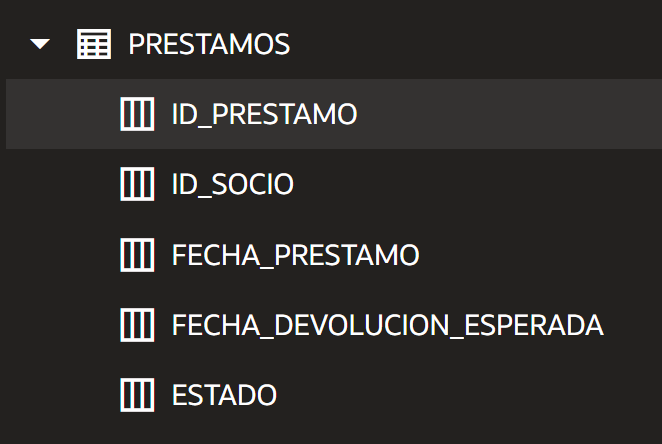 PRESTAMOS
ID_PRESTAMO
ID_SOCIO
FECHA_PRESTAMO
FECHA_DEVOLUCION_ESPERADA
ESTADO